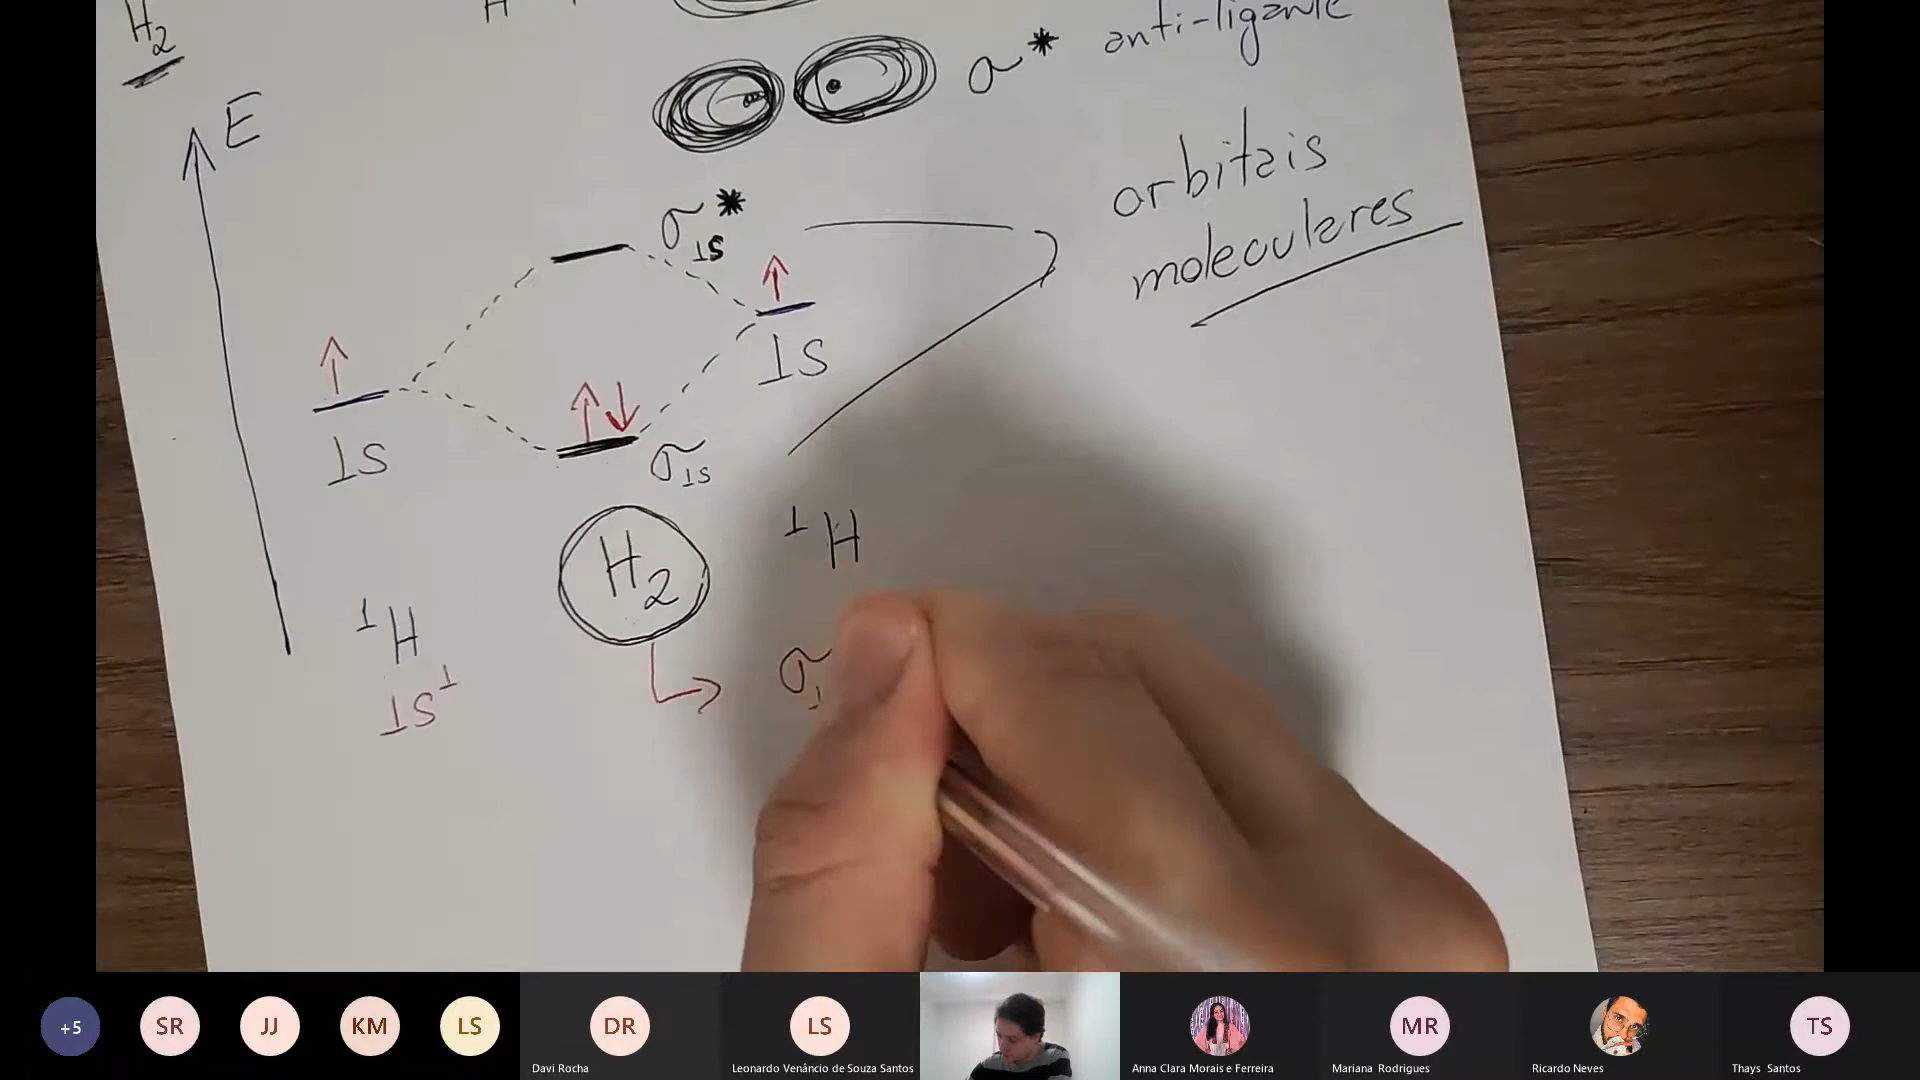 H₂
H
σ* anti-ligante
E
orbitais
moleculares
σ*₁s
1s
1s
σ₁s
H₂
¹H
¹H
1s¹
σ₁
+5
SR
JJ
KM
LS
DR
LS
MR
TS
Davi Rocha
Leonardo Venâncio de Souza Santos
Anna Clara Morais e Ferreira
Mariana Rodrigues
Ricardo Neves
Thays Santos